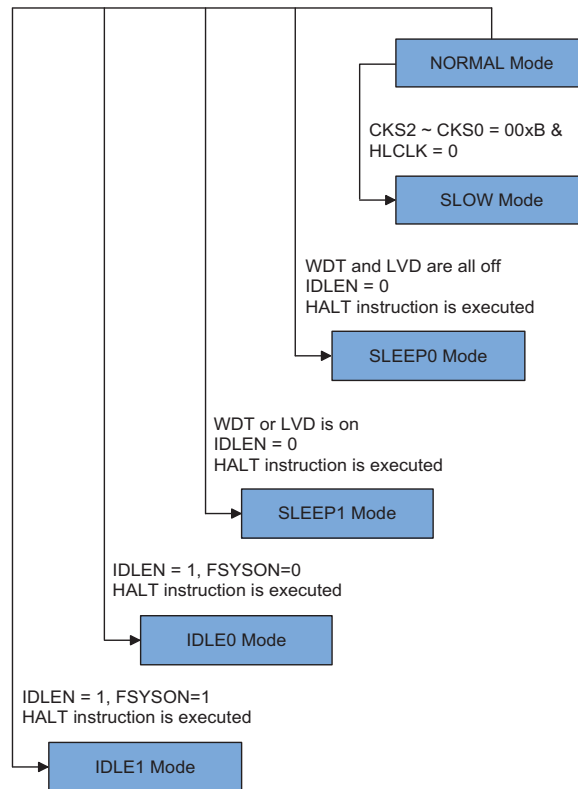 NORMAL Mode
CKS2 ~ CKS0 = 00xB &
HLCLK = 0
SLOW Mode
WDT and LVD are all off
IDLEN = 0
HALT instruction is executed
SLEEP0 Mode
WDT or LVD is on
IDLEN = 0
HALT instruction is executed
SLEEP1 Mode
IDLEN = 1, FSYSON=0
HALT instruction is executed
IDLE0 Mode
IDLEN = 1, FSYSON=1
HALT instruction is executed
IDLE1 Mode